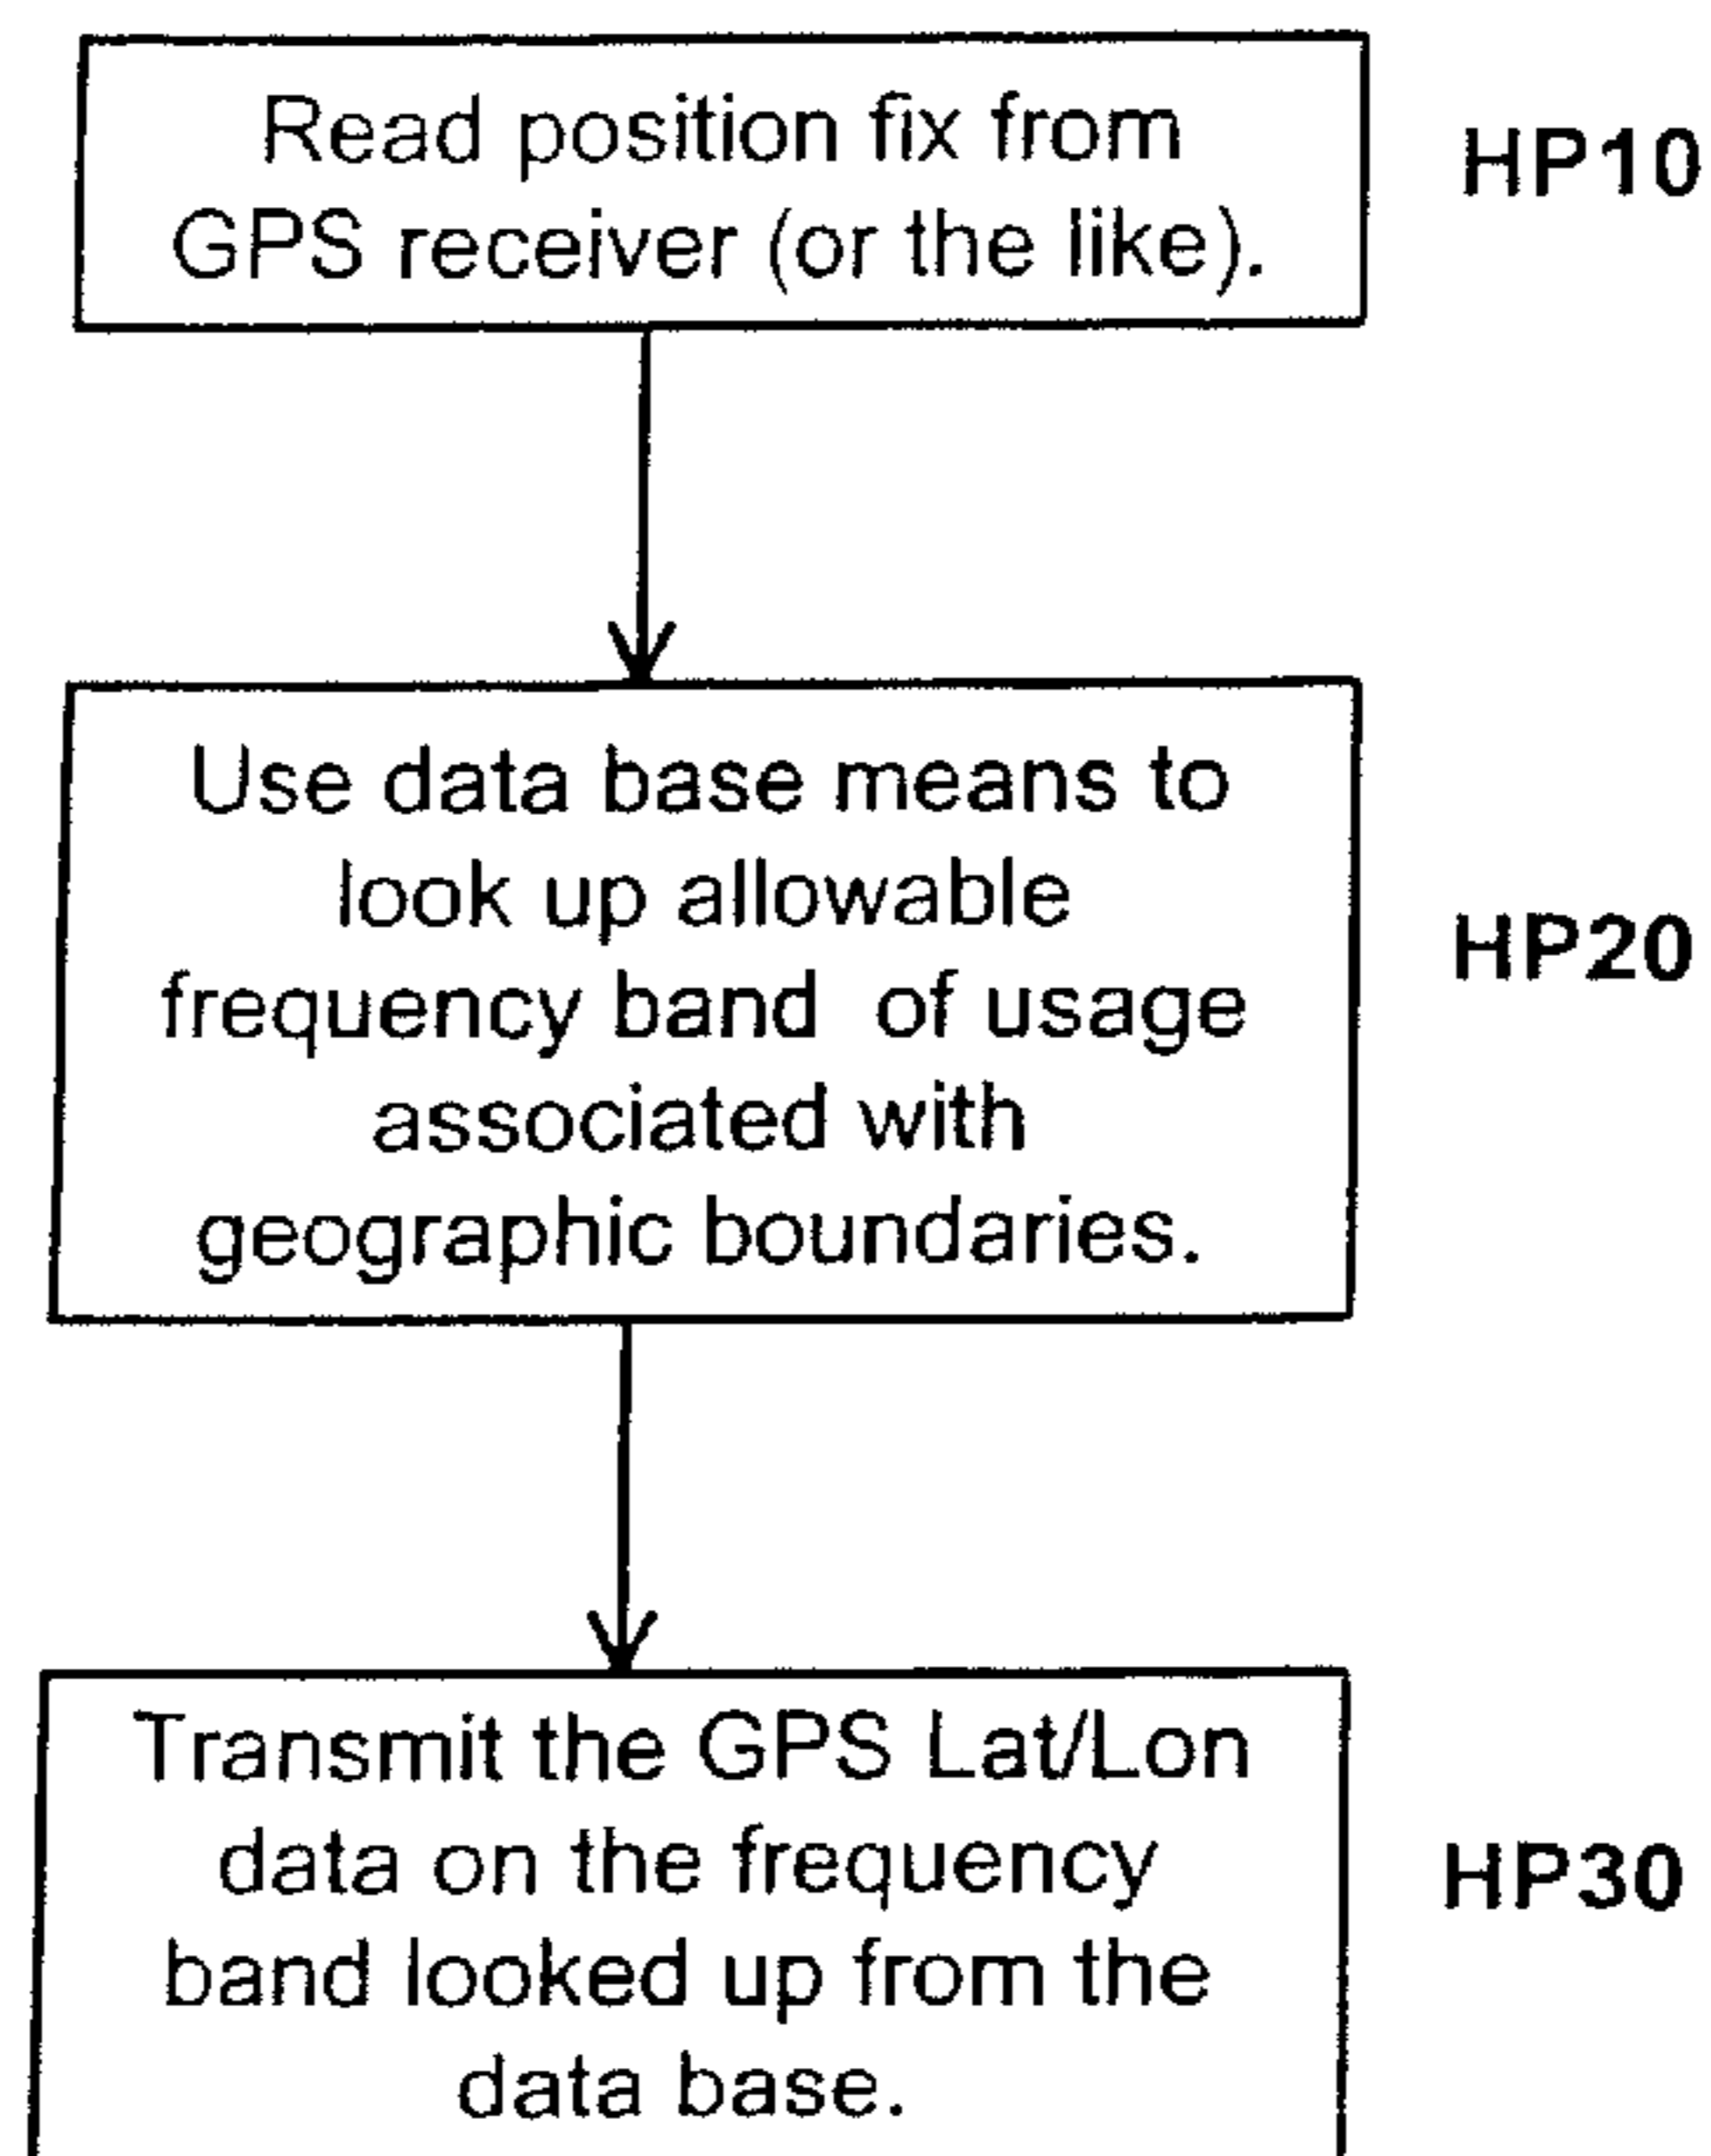 Read position fix from
GPS receiver (or the like).
HP10
Use data base means to
look up allowable
frequency band of usage
associated with
geographic boundaries.
HP20
Transmit the GPS Lat/Lon
data on the frequency
band looked up from the
data base.
HP30